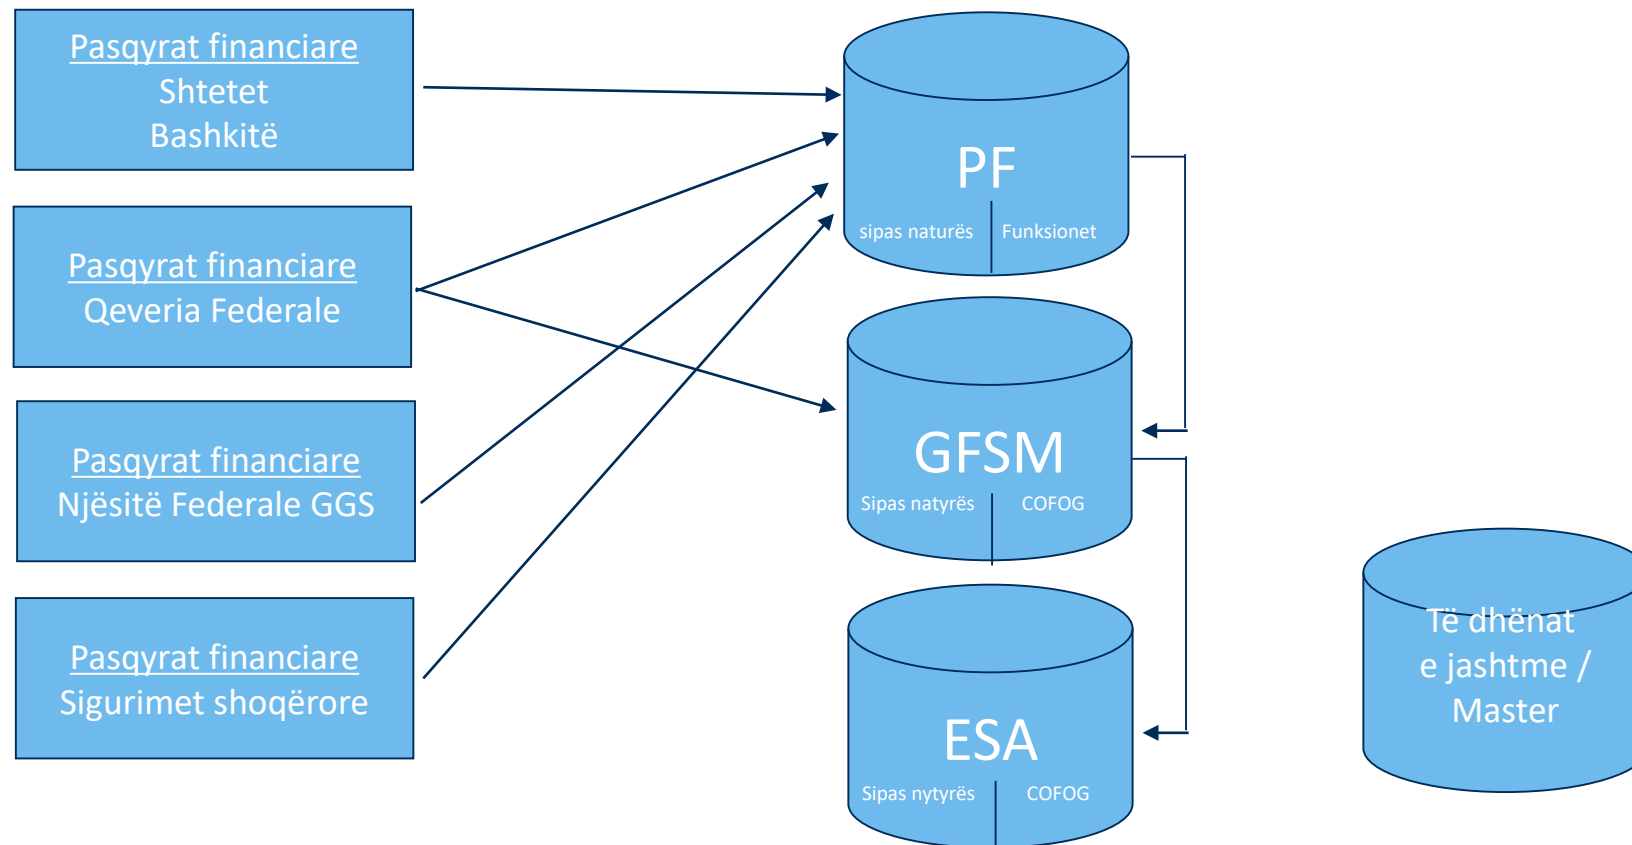 Pasqyrat financiare
Shtetet
Bashkitë
Pasqyrat financiare
Qeveria Federale
Pasqyrat financiare
Njësitë Federale GGS
Pasqyrat financiare
Sigurimet shoqërore
PF
sipas naturës
Funksionet
GFSM
Sipas natyrës
COFOG
ESA
Sipas nytyrës
COFOG
Të dhënat
e jashtme /
Master